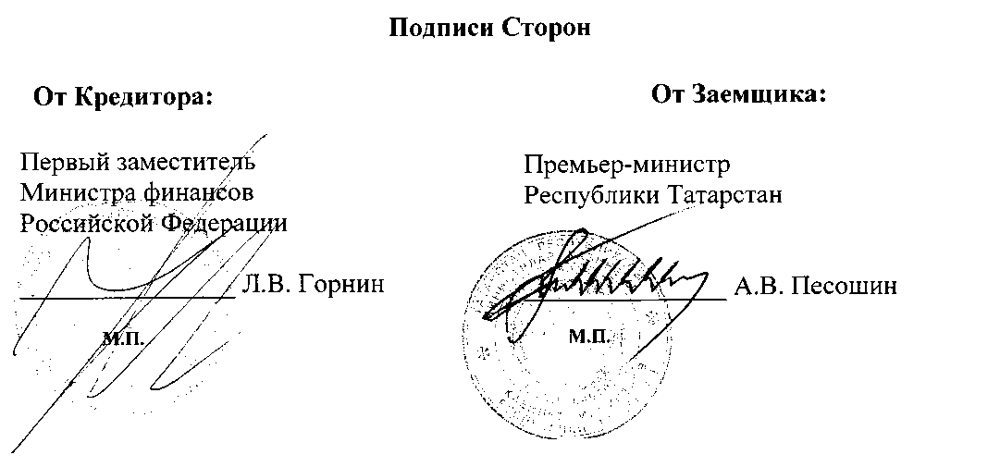 Подписи Сторон
От Кредитора:
Первый заместитель
Министра финансов
Российской Федерации
Л.В. Горнин
М.П.
От Заемщика:
Премьер-министр
Республики Татарстан
А.В. Песошин
М.П.